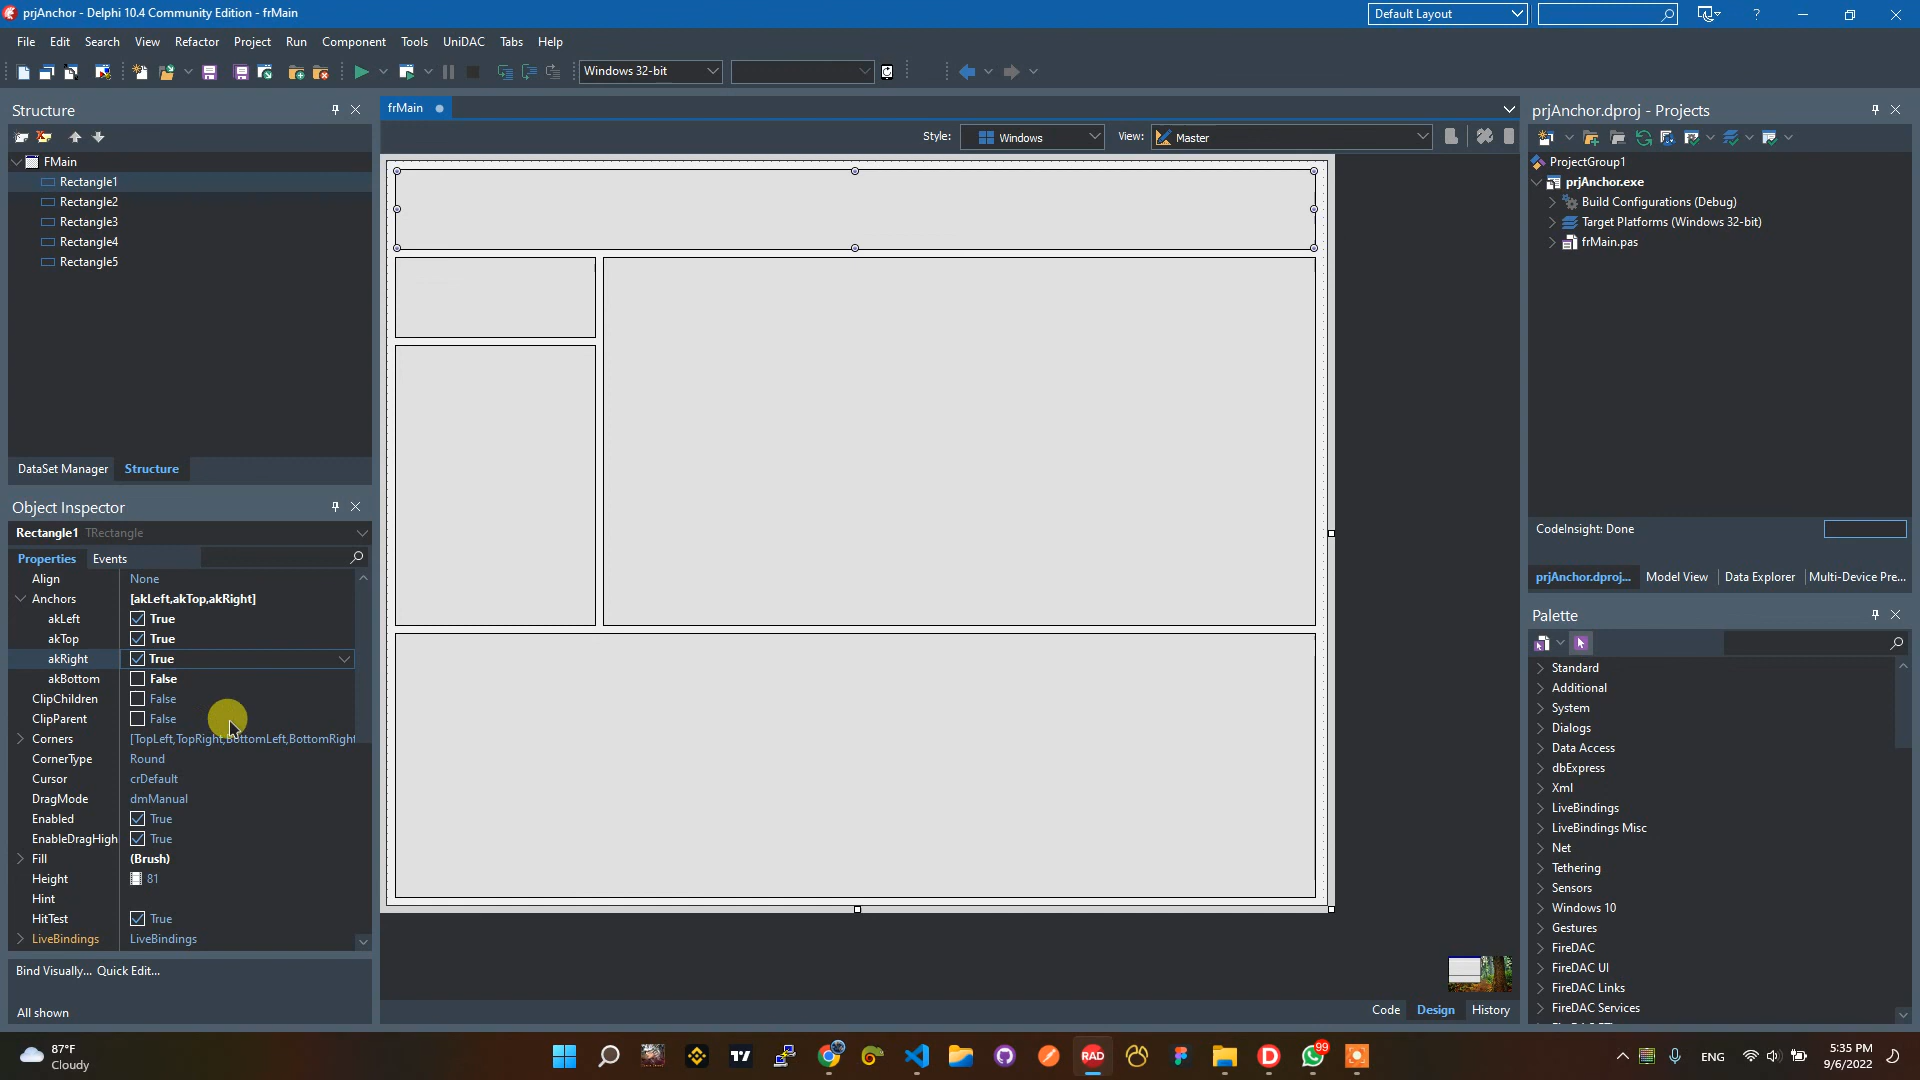 prjAnchor - Delphi 10.4 Community Edition - frMain
Default Layout
?
File Edit Search View Refactor Project Run Component Tools UniDAC Tabs Help
Windows 32-bit
Structure
FMain
Rectangle1
Rectangle2
Rectangle3
Rectangle4
Rectangle5
DataSet Manager Structure
Object Inspector
Rectangle1 TRectangle
Properties Events
Align None
Anchors [akLeft,akTop,akRight]
akLeft True
akTop True
akRight True
akBottom False
ClipChildren False
ClipParent False
Corners [TopLeft,TopRight,BottomLeft,BottomRight
CornerType Round
Cursor crDefault
DragMode dmManual
Enabled True
EnableDragHigh True
Fill (Brush)
Height 81
Hint
HitTest True
LiveBindings LiveBindings
Bind Visually... Quick Edit...
All shown
frMain
Style: Windows View: Master
Code Design History
prjAnchor.dproj - Projects
ProjectGroup1
prjAnchor.exe
Build Configurations (Debug)
Target Platforms (Windows 32-bit)
frMain.pas
CodeInsight: Done
prjAnchor.dproj... Model View Data Explorer Multi-Device Pre...
Palette
Standard
Additional
System
Dialogs
Data Access
dbExpress
Xml
LiveBindings
LiveBindings Misc
Net
Tethering
Sensors
Windows 10
Gestures
FireDAC
FireDAC UI
FireDAC Links
FireDAC Services
87°F
Cloudy
RAD
99
ENG
5:35 PM
9/6/2022